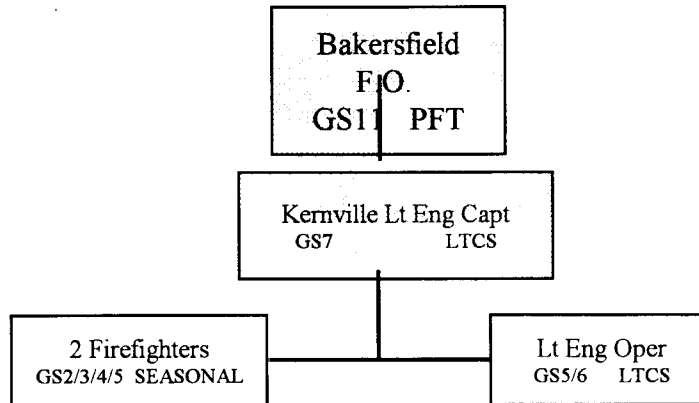 Bakersfield
F.O.
GS11 PFT
Kernville Lt Eng Capt
GS7 LTCS
2 Firefighters
GS2/3/4/5 SEASONAL
Lt Eng Oper
GS5/6 LTCS